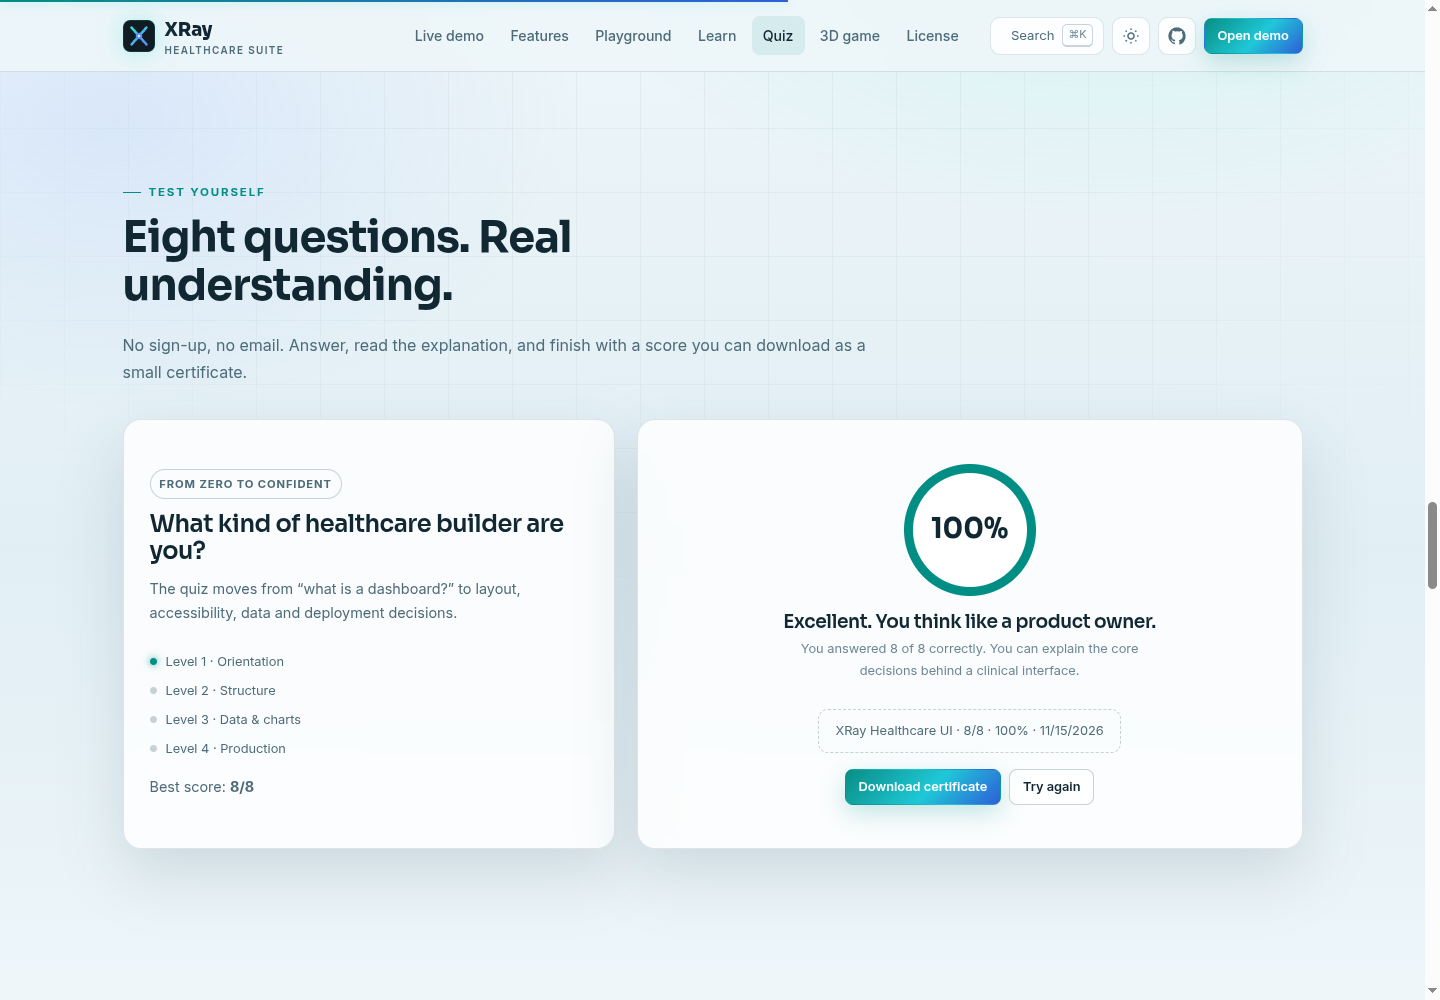 XRay
HEALTHCARE SUITE
Live demo
Features
Playground
Learn
Quiz
3D game
License
Search
⌘K
Open demo
TEST YOURSELF
Eight questions. Real
understanding.
No sign-up, no email. Answer, read the explanation, and finish with a score you can download as a
small certificate.
FROM ZERO TO CONFIDENT
What kind of healthcare builder are
you?
The quiz moves from “what is a dashboard?” to layout,
accessibility, data and deployment decisions.
Level 1 · Orientation
Level 2 · Structure
Level 3 · Data & charts
Level 4 · Production
Best score: 8/8
100%
Excellent. You think like a product owner.
You answered 8 of 8 correctly. You can explain the core
decisions behind a clinical interface.
XRay Healthcare UI · 8/8 · 100% · 11/15/2026
Download certificate
Try again